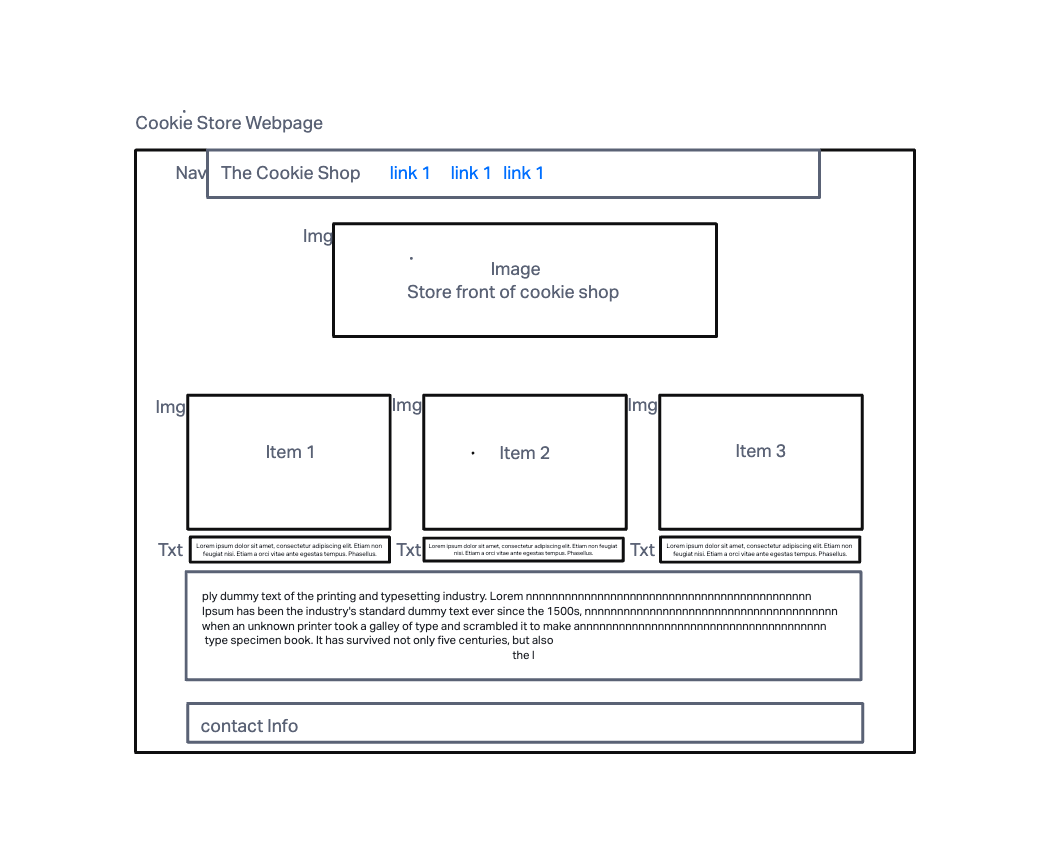 Cookie Store Webpage
Nav The Cookie Shop link 1 link 1 link 1
Img
Image
Store front of cookie shop
Img Img Img
Item 1 Item 2 Item 3
Txt Txt Txt
Lorem ipsum dolor sit amet, consectetur adipiscing elit. Etiam non
feugiat nisi. Etiam a orci vitae ante egestas tempus. Phasellus.
Lorem ipsum dolor sit amet, consectetur adipiscing elit. Etiam non feugiat
nisi. Etiam a orci vitae ante egestas tempus. Phasellus.
Lorem ipsum dolor sit amet, consectetur adipiscing elit. Etiam non
feugiat nisi. Etiam a orci vitae ante egestas tempus. Phasellus.
ply dummy text of the printing and typesetting industry. Lorem nnnnnnnnnnnnnnnnnnnnnnnnnnnnnnnnnnnnnnnnnnn
Ipsum has been the industry's standard dummy text ever since the 1500s, nnnnnnnnnnnnnnnnnnnnnnnnnnnnnnnnnnnnnn
when an unknown printer took a galley of type and scrambled it to make annnnnnnnnnnnnnnnnnnnnnnnnnnnnnnnnnnnn
type specimen book. It has survived not only five centuries, but also
the l
contact Info